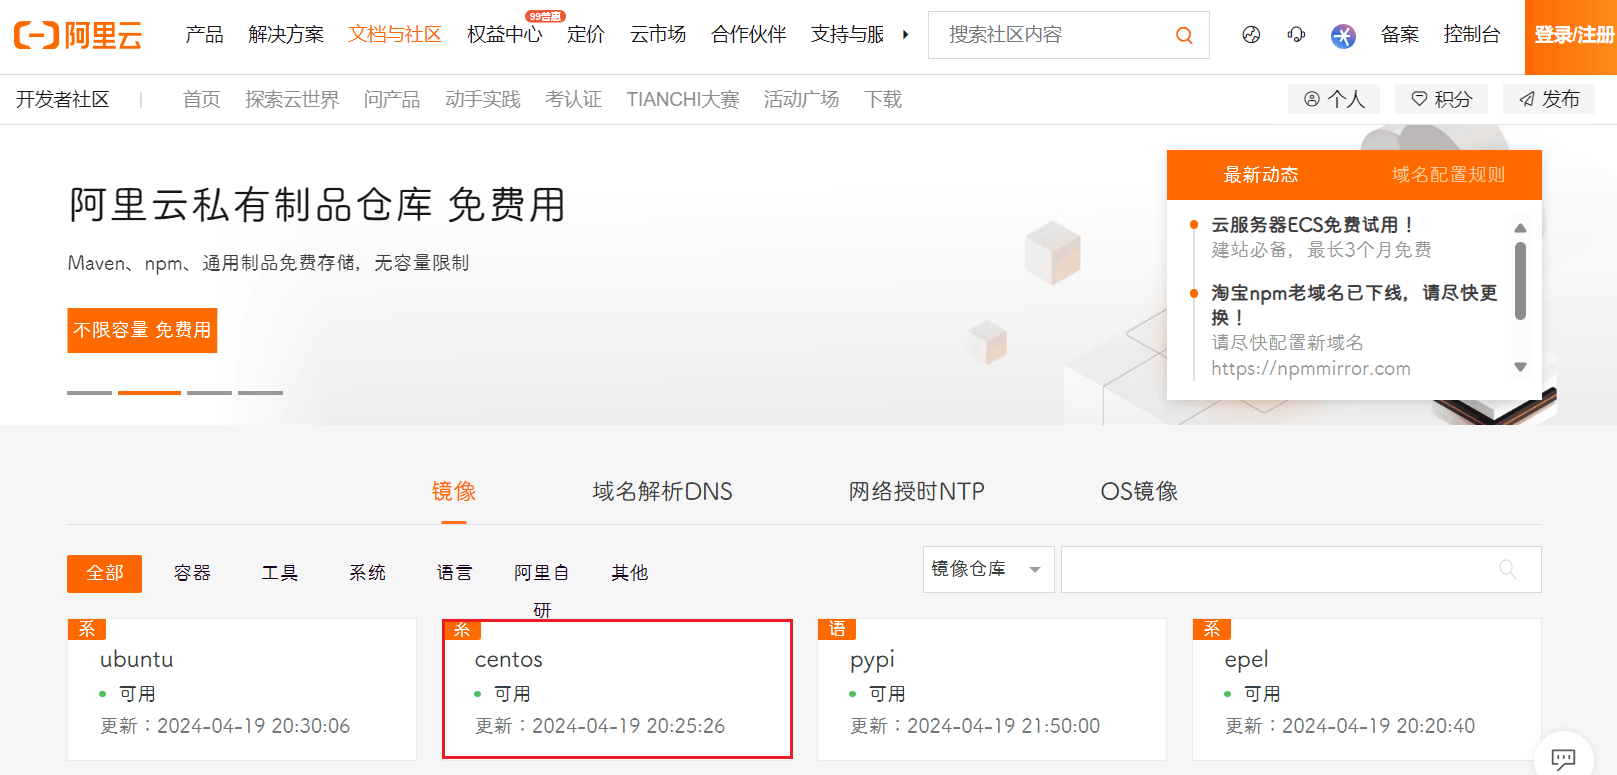 阿里云
产品 解决方案 文档与社区 权益中心 定价 云市场 合作伙伴 支持与服 搜索社区内容 备案 控制台 登录/注册
开发者社区 首页 探索云世界 问产品 动手实践 考认证 TIANCHI大赛 活动广场 下载 个人 积分 发布
阿里云私有制品仓库 免费用
Maven、npm、通用制品免费存储，无容量限制
不限容量 免费用
最新动态 域名配置规则
云服务器ECS免费试用！
建站必备，最长3个月免费
淘宝npm老域名已下线，请尽快更
换！
请尽快配置新域名
https://npmmirror.com
镜像 域名解析DNS 网络授时NTP OS镜像
全部 容器 工具 系统 语言 阿里自
研 其他 镜像仓库
系
ubuntu
可用
更新：2024-04-19 20:30:06
系
centos
可用
更新：2024-04-19 20:25:26
语
pypi
可用
更新：2024-04-19 21:50:00
系
epel
可用
更新：2024-04-19 20:20:40